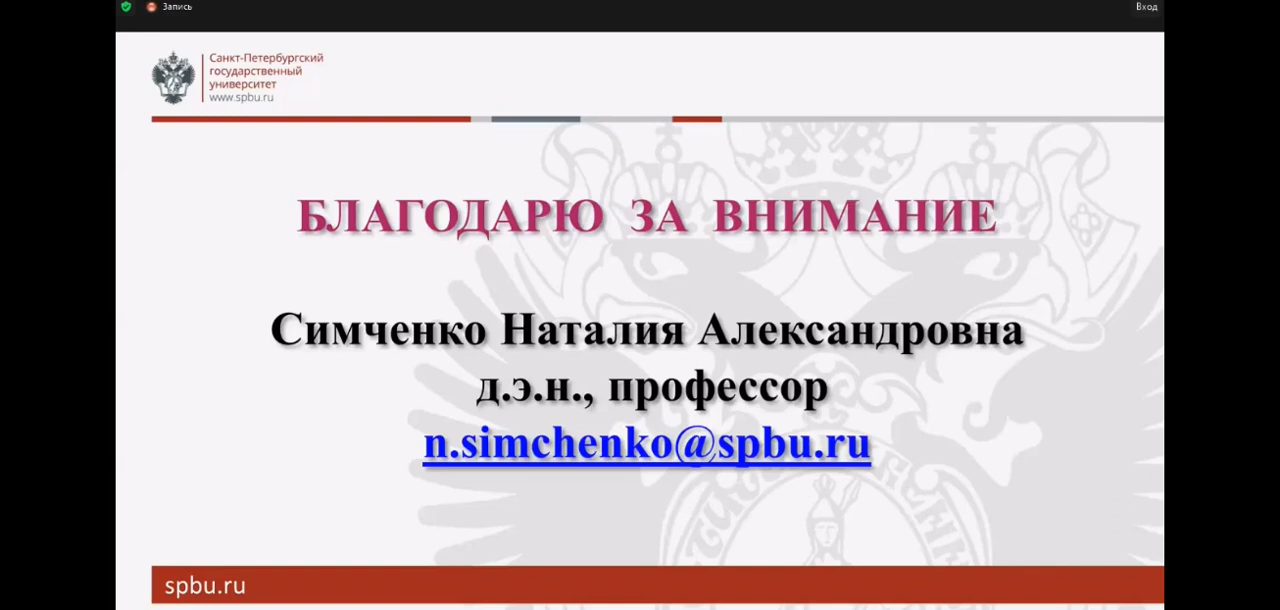 Запись
Вход
Санкт-Петербургский
государственный
университет
www.spbu.ru
БЛАГОДАРЮ ЗА ВНИМАНИЕ
Симченко Наталия Александровна
д.э.н., профессор
n.simchenko@spbu.ru
spbu.ru